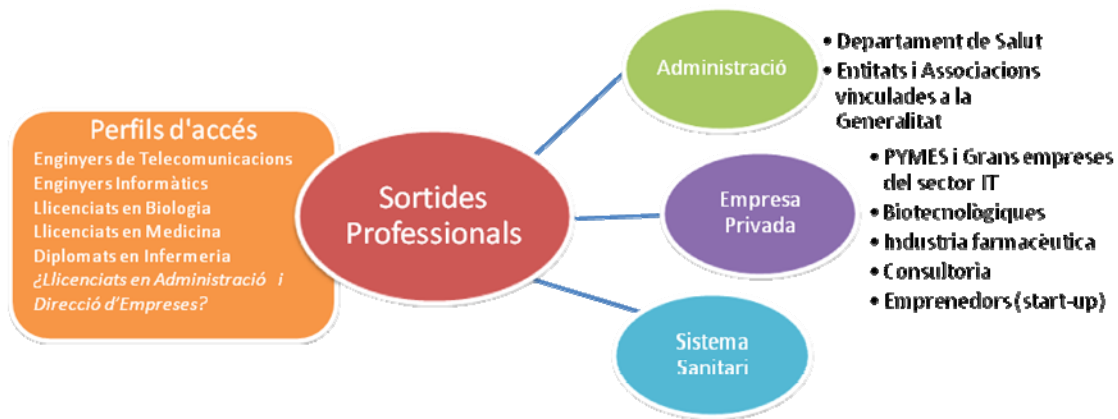 Perfils d'accés
Enginyers de Telecomunicacions
Enginyers Informàtics
Llicenciats en Biologia
Llicenciats en Medicina
Diplomats en Infermeria
¿Llicenciats en Administració i
Direcció d'Empreses?
Sortides
Professionals
Administració
• Departament de Salut
• Entitats i Associacions
vinculades a la
Generalitat
Empresa
Privada
• PYMES i Grans empreses
del sector IT
• Biotecnològiques
• Industria farmacèutica
• Consultoria
• Emprenedors (start-up)
Sistema
Sanitari